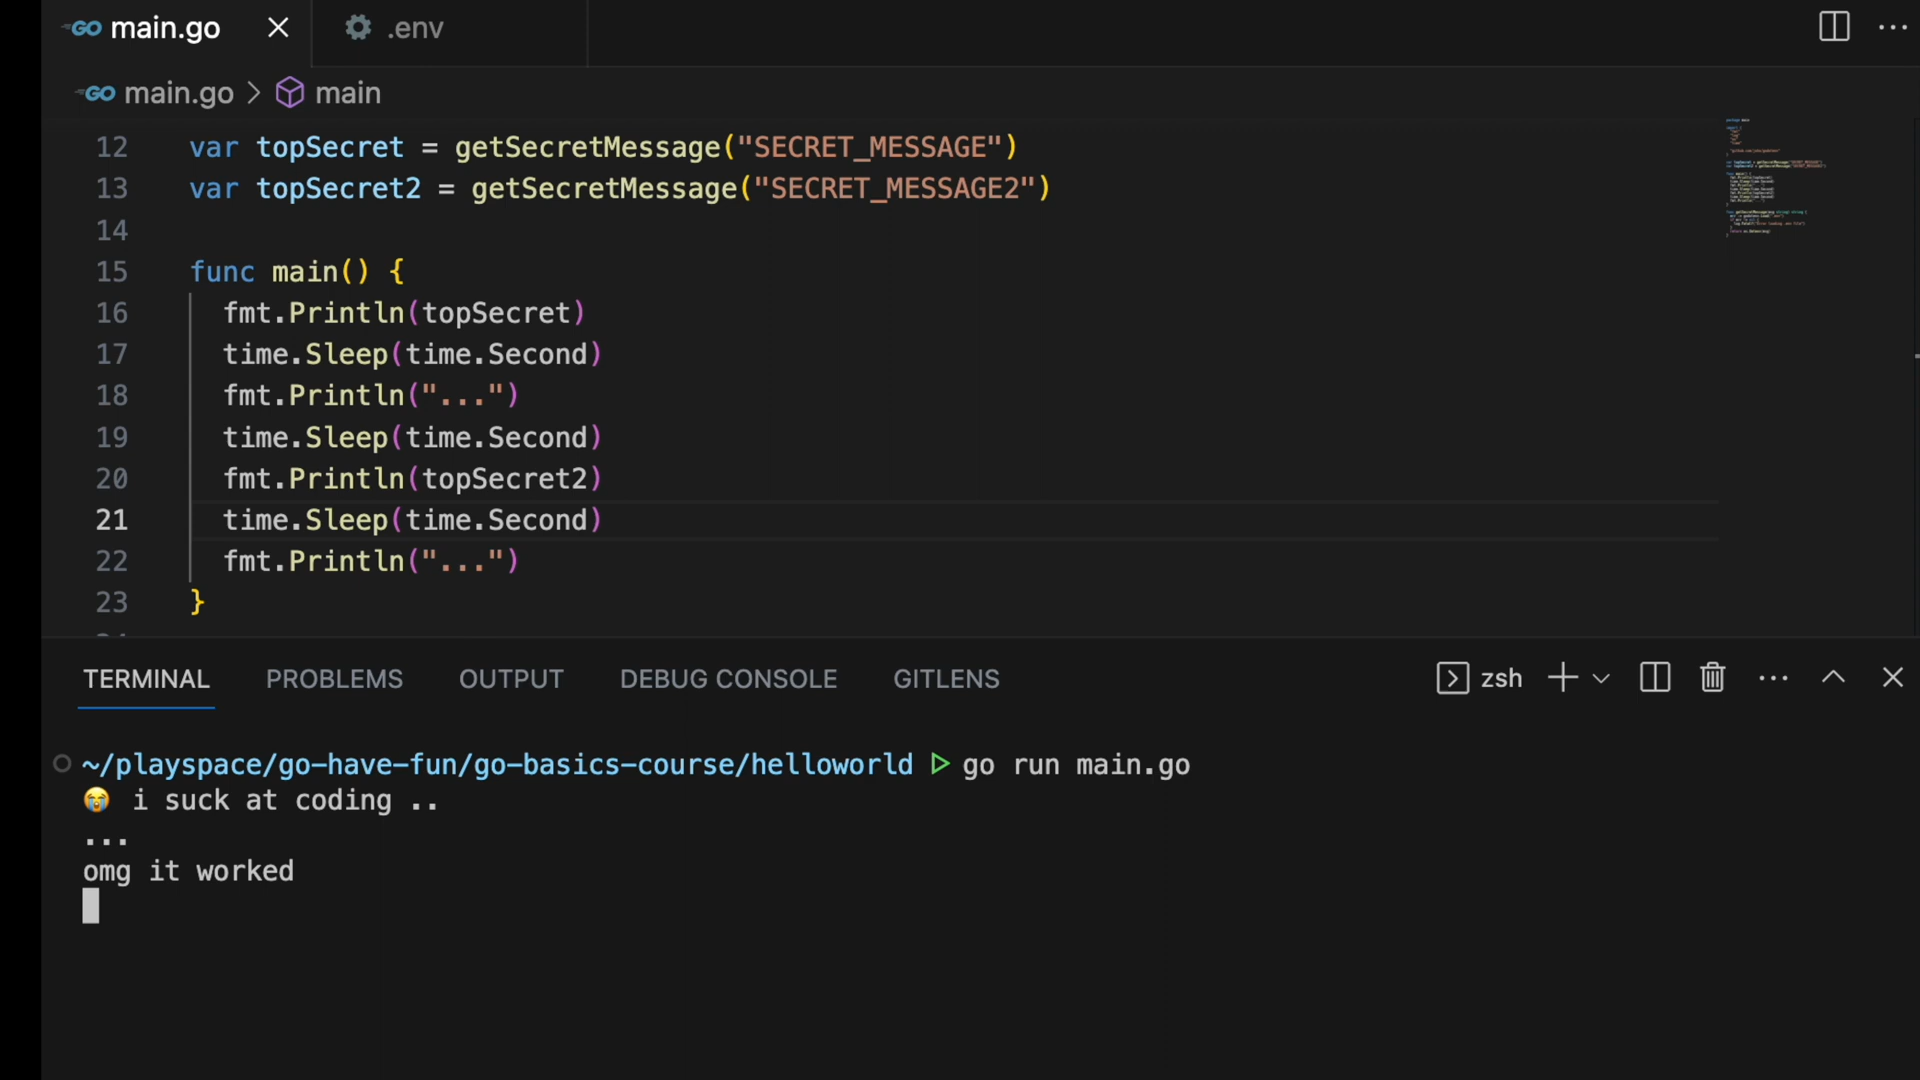 GO main.go .env
GO main.go > main
12 var topSecret = getSecretMessage("SECRET_MESSAGE")
13 var topSecret2 = getSecretMessage("SECRET_MESSAGE2")
14
15 func main() {
16 fmt.Println(topSecret)
17 time.Sleep(time.Second)
18 fmt.Println("...")
19 time.Sleep(time.Second)
20 fmt.Println(topSecret2)
21 time.Sleep(time.Second)
22 fmt.Println("...")
23 }
TERMINAL PROBLEMS OUTPUT DEBUG CONSOLE GITLENS zsh
~/playspace/go-have-fun/go-basics-course/helloworld ▷ go run main.go
😭 i suck at coding ..
...
omg it worked